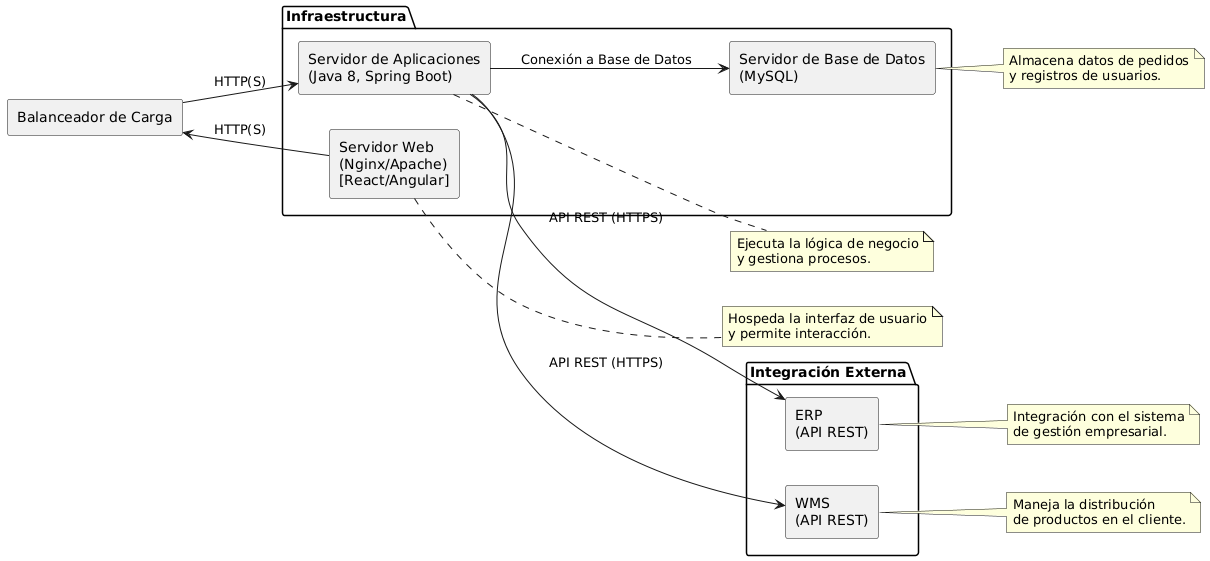 Infraestructura
Servidor de Aplicaciones
(Java 8, Spring Boot)
Conexión a Base de Datos
Servidor de Base de Datos
(MySQL)
Almacena datos de pedidos
y registros de usuarios.
HTTP(S)
Balanceador de Carga
HTTP(S)
Servidor Web
(Nginx/Apache)
[React/Angular]
API REST (HTTPS)
Ejecuta la lógica de negocio
y gestiona procesos.
Hospeda la interfaz de usuario
y permite interacción.
API REST (HTTPS)
Integración Externa
ERP
(API REST)
Integración con el sistema
de gestión empresarial.
WMS
(API REST)
Maneja la distribución
de productos en el cliente.